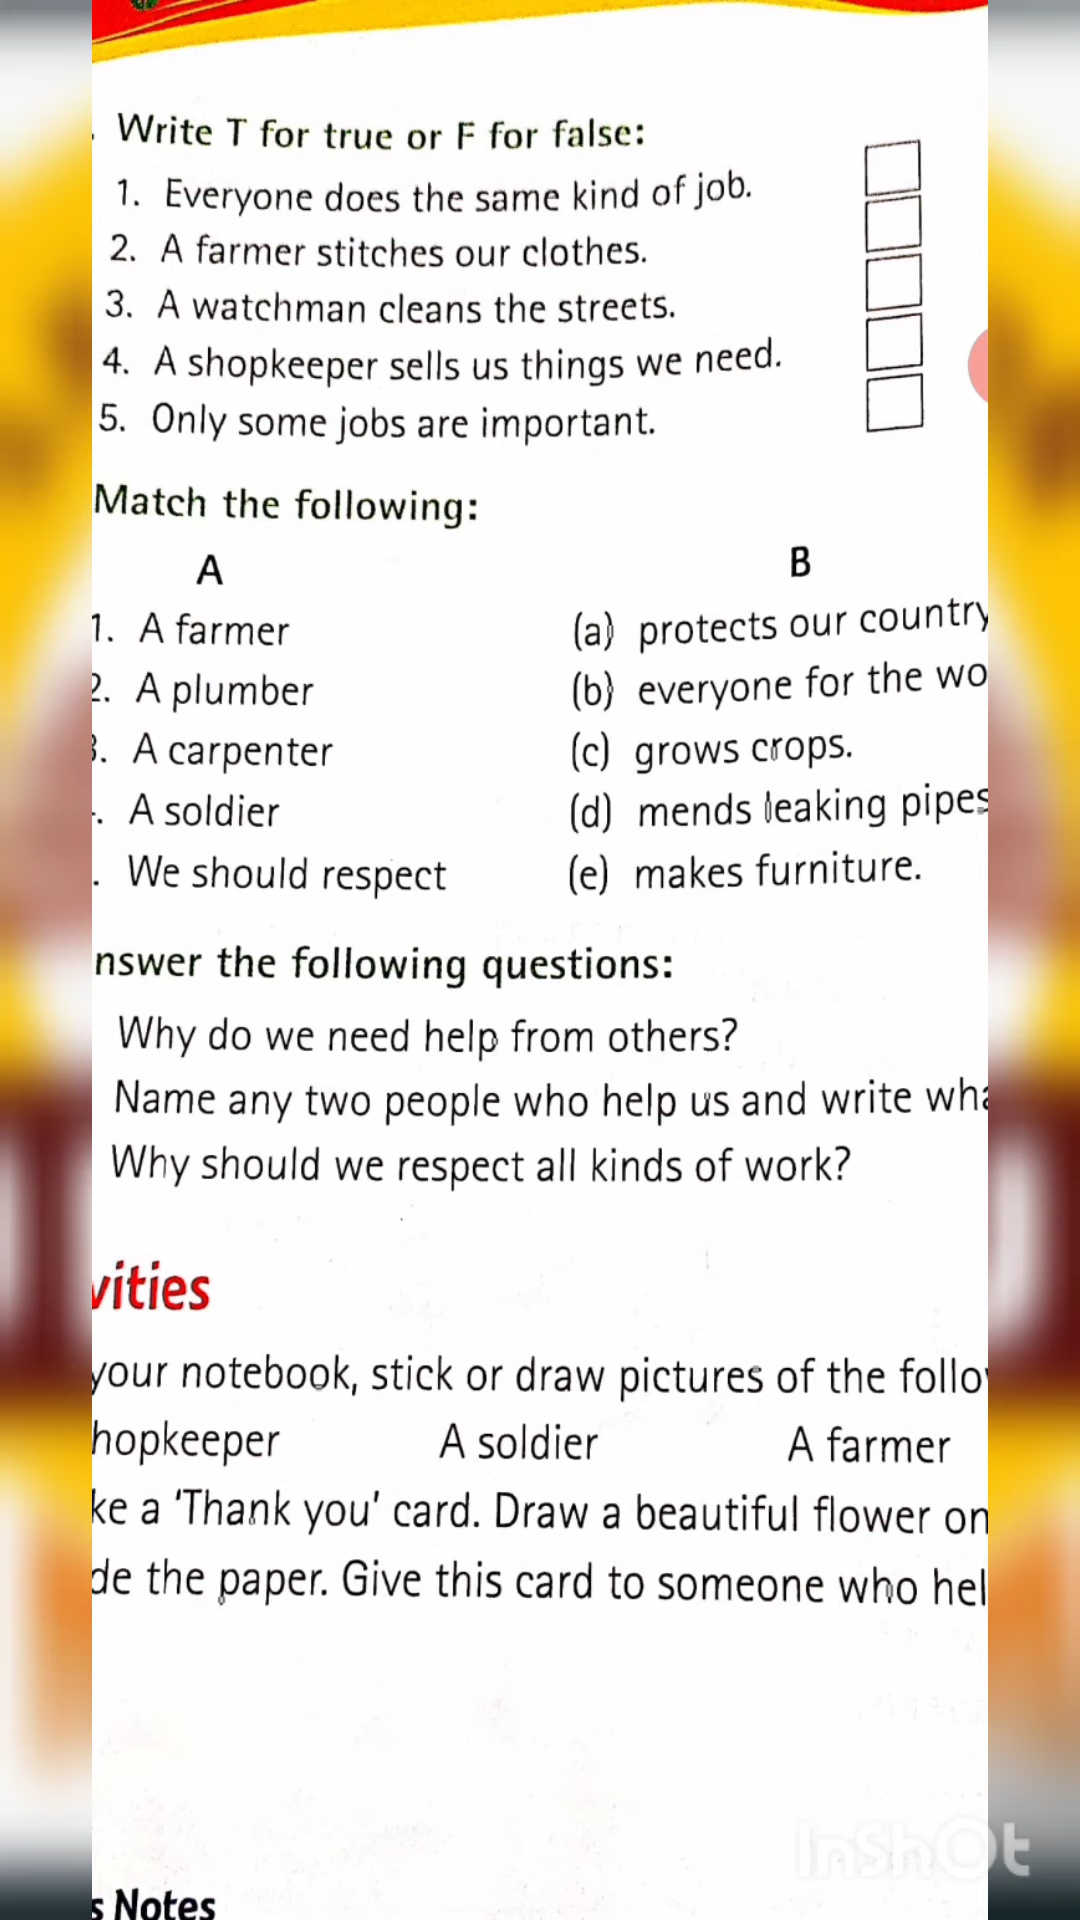 Write T for true or F for false:
1. Everyone does the same kind of job.
2. A farmer stitches our clothes.
3. A watchman cleans the streets.
4. A shopkeeper sells us things we need.
5. Only some jobs are important.
Match the following:
A B
1. A farmer (a) protects our country
2. A plumber (b) everyone for the wo
3. A carpenter (c) grows crops.
. A soldier (d) mends leaking pipes
. We should respect (e) makes furniture.
nswer the following questions:
Why do we need help from others?
Name any two people who help us and write wha
Why should we respect all kinds of work?
vities
your notebook, stick or draw pictures of the follo
hopkeeper A soldier A farmer
ke a 'Thank you' card. Draw a beautiful flower on
de the paper. Give this card to someone who hel
InShOt
s Notes